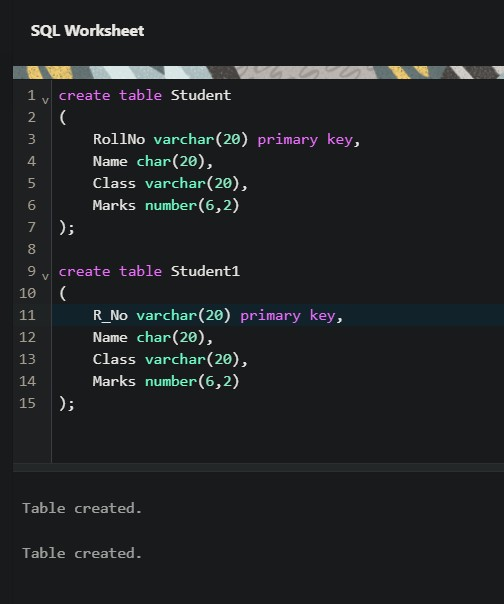 SQL Worksheet
1 create table Student
2 (
3 RollNo varchar(20) primary key,
4 Name char(20),
5 Class varchar(20),
6 Marks number(6,2)
7 );
8
9 create table Student1
10 (
11 R_No varchar(20) primary key,
12 Name char(20),
13 Class varchar(20),
14 Marks number(6,2)
15 );
Table created.
Table created.